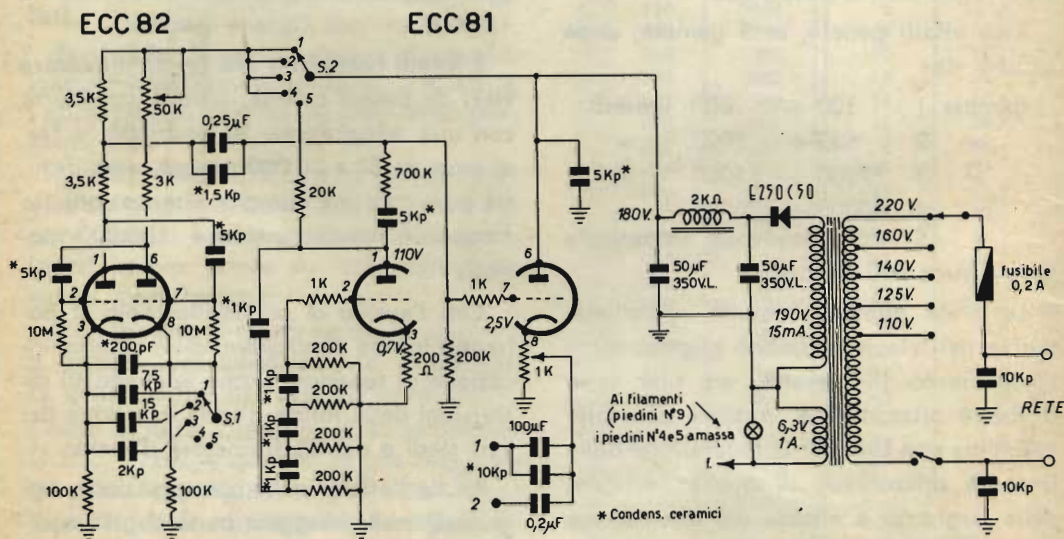 ECC 82
ECC 81
1
2
3
4
5
S.2
3,5K
50K
0,25µF
*1,5Kp
3,5K
3K
20K
700K
5Kp*
5Kp*
*5Kp
*5Kp
1
6
2
7
3
8
*1Kp
10M
10M
*200pF
75 kp
15 Kp
2Kp
1
2
3
4
5
S.1
100K
100K
1
110V
1K
2
3
0,7V
200 Ω
200K
200K
200K
200K
*1Kp
*1Kp
*1Kp
200K
1K
7
6
2,5V
8
1K
100µF
1
*10Kp
2
0,2µF
180V.
2KΩ
E250C50
50µF
350V.L.
50µF
350V.L.
190V.
15mA.
220V.
160V.
140V.
125V.
110V.
fusibile
0,2A
10Kp
RETE
10Kp
Ai filamenti
(piedini N°9)
i piedini N°4 e 5 a massa
f.
6,3V.
1A.
* Condens. ceramici